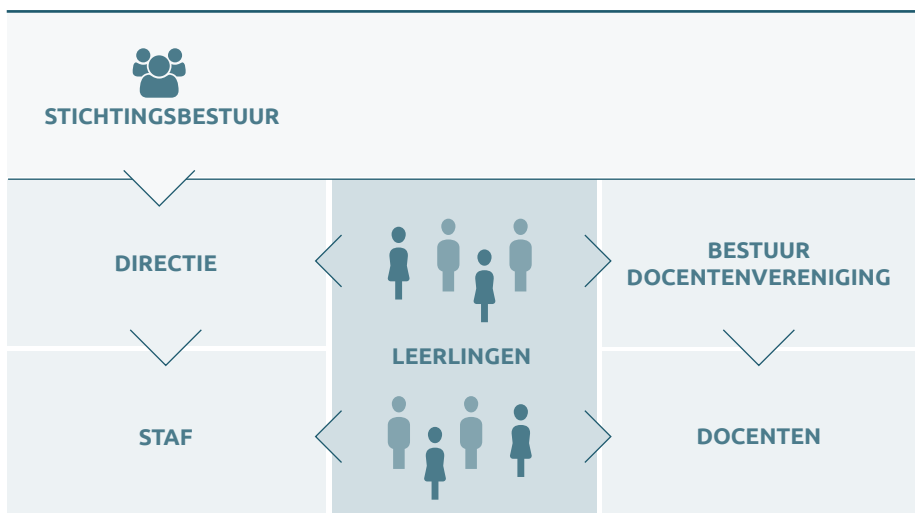 STICHTINGSBESTUUR
DIRECTIE
BESTUUR
DOCENTENVERENIGING
LEERLINGEN
STAF
DOCENTEN